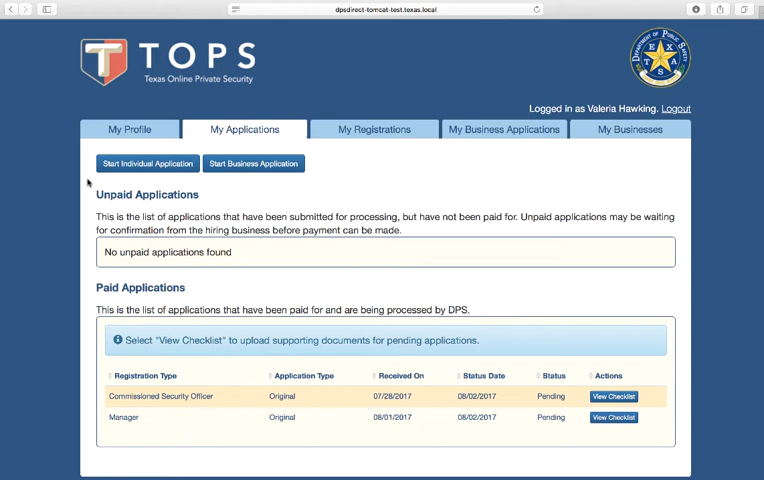 dpsdirect-tomcat-test.texas.local
TOPS
Texas Online Private Security
DEPARTMENT OF PUBLIC SAFETY
TEXAS
Logged in as Valeria Hawking. Logout
My Profile
My Applications
My Registrations
My Business Applications
My Businesses
Start Individual Application
Start Business Application
Unpaid Applications
This is the list of applications that have been submitted for processing, but have not been paid for. Unpaid applications may be waiting
for confirmation from the hiring business before payment can be made.
No unpaid applications found
Paid Applications
This is the list of applications that have been paid for and are being processed by DPS.
Select "View Checklist" to upload supporting documents for pending applications.
Registration Type Application Type Received On Status Date Status Actions
Commissioned Security Officer Original 07/28/2017 08/02/2017 Pending View Checklist
Manager Original 08/01/2017 08/02/2017 Pending View Checklist